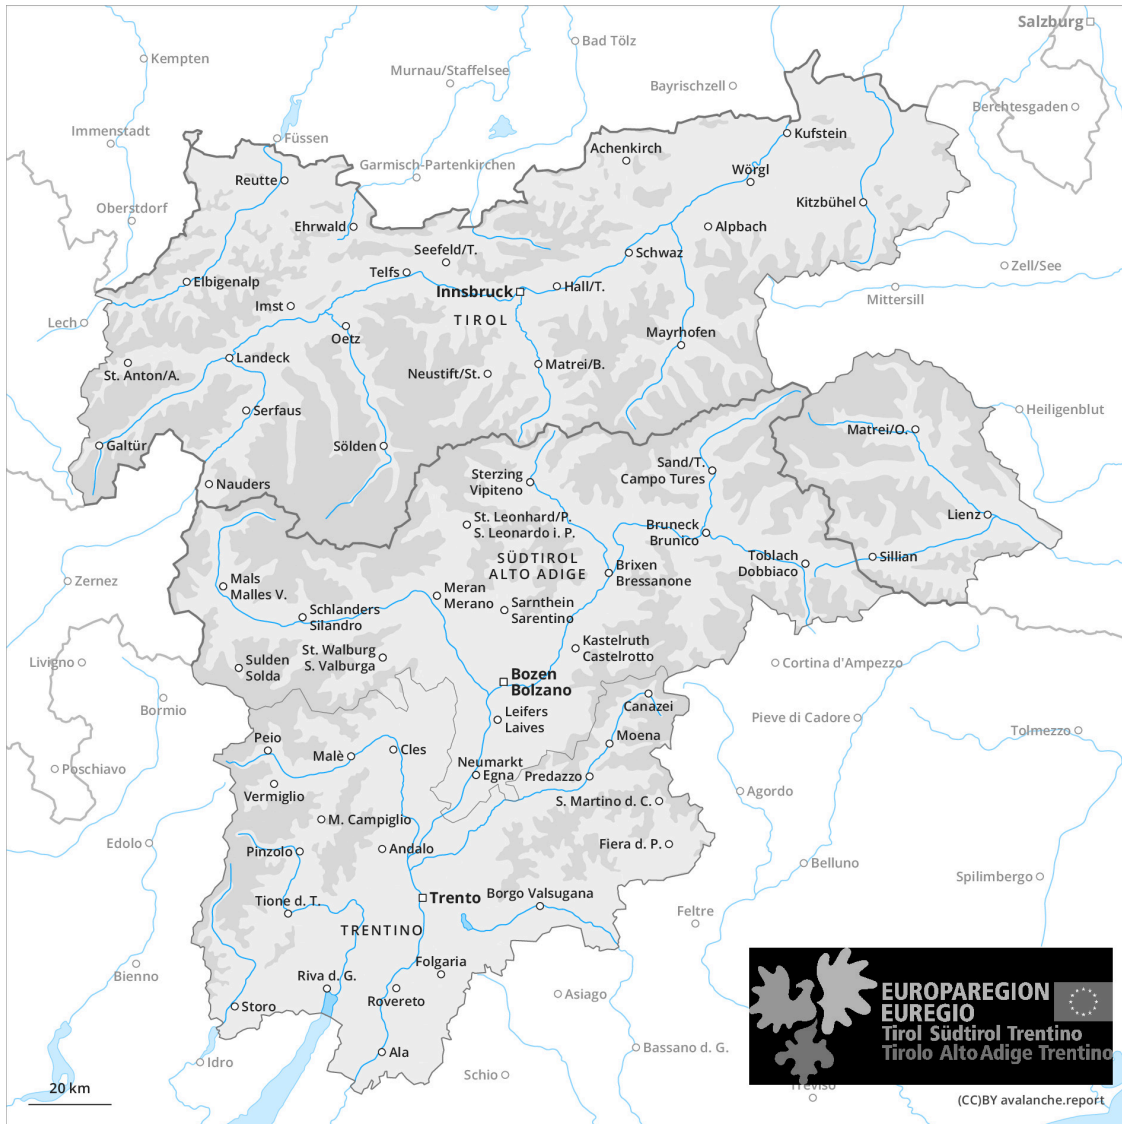 Salzburg
Bad Tölz
Kempten
Murnau/Staffelsee
Bayrischzell
Berchtesgaden
Immenstadt
Füssen
Kufstein
Achenkirch
Garmisch-Partenkirchen
Wörgl
Reutte
Kitzbühel
Oberstdorf
Ehrwald
Alpbach
Seefeld/T.
Schwaz
Zell/See
Telfs
Elbigenalp
Innsbruck
Hall/T.
Mittersill
Imst
Lech
TIROL
Oetz
Mayrhofen
Landeck
Matrei/B.
St. Anton/A.
Neustift/St.
Serfaus
Heiligenblut
Matrei/O.
Galtür
Sölden
Sand/T.
Campo Tures
Sterzing
Vipiteno
Nauders
St. Leonhard/P.
S. Leonardo i. P.
Lienz
Bruneck
Brunico
SÜDTIROL
ALTO ADIGE
Toblach
Dobbiaco
Sillian
Brixen
Bressanone
Zernez
Mals
Malles V.
Meran
Merano
Sarnthein
Sarentino
Schlanders
Silandro
Kastelruth
Castelrotto
St. Walburg
S. Valburga
Livigno
Sulden
Solda
Cortina d'Ampezzo
Bozen
Bolzano
Canazei
Bormio
Leifers
Laives
Pieve di Cadore
Tolmezzo
Moena
Peio
Cles
Malè
Neumarkt
Egna
Predazzo
Poschiavo
Vermiglio
Agordo
S. Martino d. C.
M. Campiglio
Edolo
Pinzolo
Andalo
Fiera d. P.
Belluno
Spilimbergo
Borgo Valsugana
Tione d. T.
Trento
Feltre
TRENTINO
Folgaria
Bienno
Riva d. G.
Rovereto
Asiago
Storo
EUROPAREGION
EUREGIO
Tirol Südtirol Trentino
Tirolo Alto Adige Trentino
Ala
Idro
Bassano d. G.
Schio
Treviso
20 km
(CC)BY avalanche.report